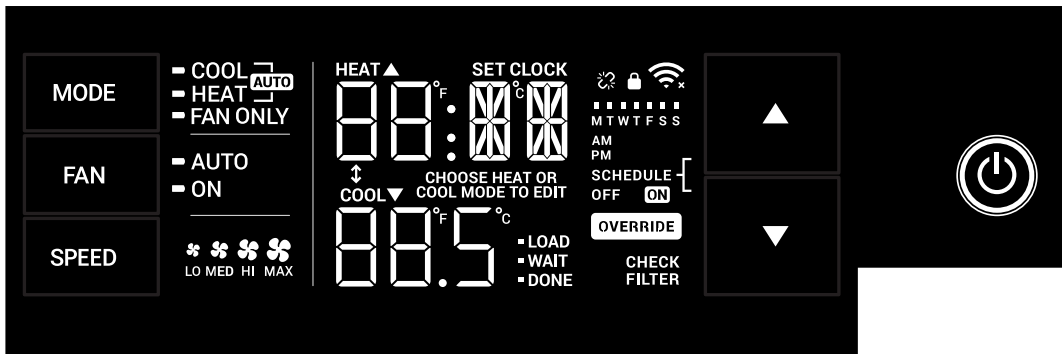 MODE
FAN
SPEED
COOL
AUTO
HEAT
FAN ONLY
AUTO
ON
LO MED HI MAX
HEAT▲ SET CLOCK
88°F:88°C
↕ CHOOSE HEAT OR
COOL▼ COOL MODE TO EDIT
88.5°F°C
LOAD
WAIT
DONE
M T W T F S S
AM
PM
SCHEDULE
OFF ON
OVERRIDE
CHECK
FILTER
▲
▼